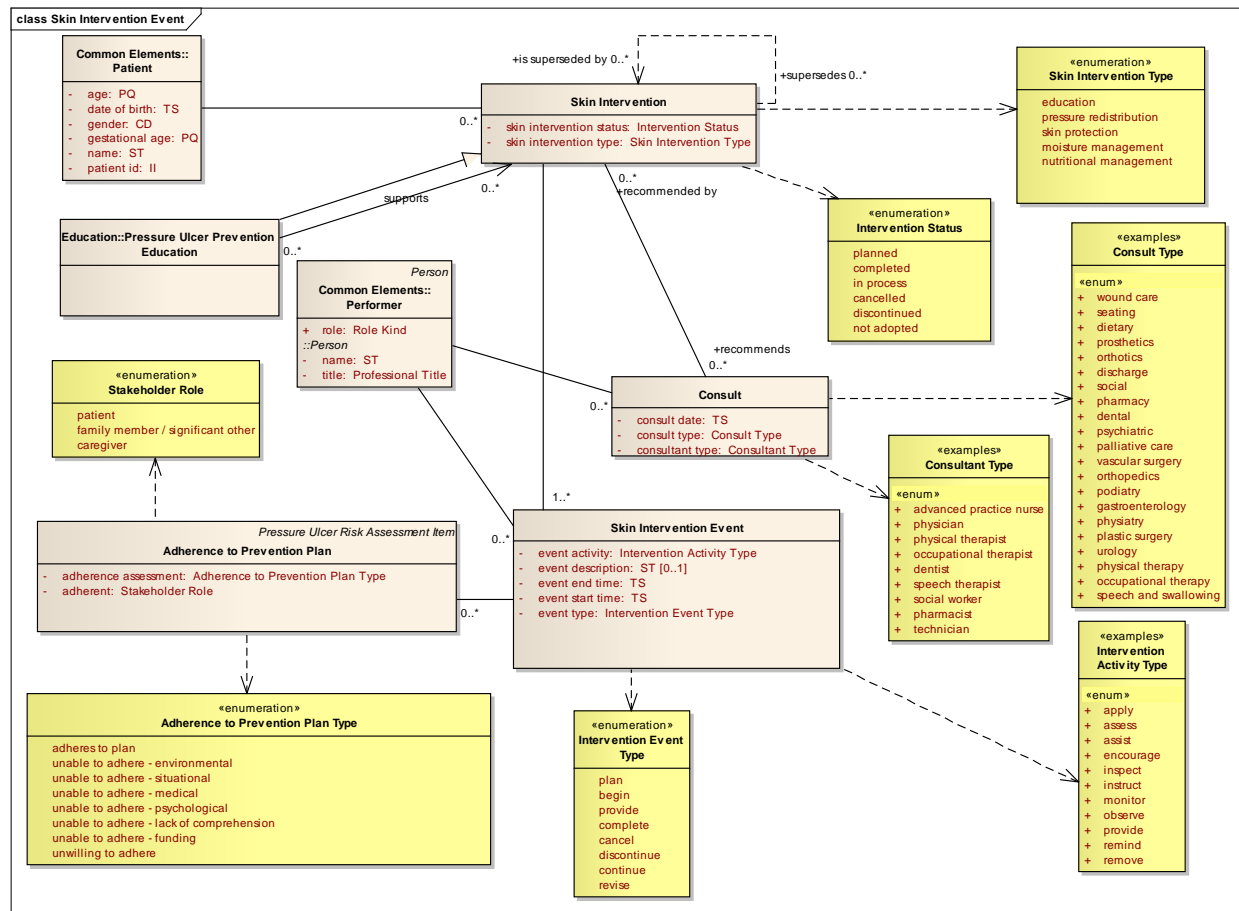 class Skin Intervention Event
Common Elements::
Patient
- age: PQ
- date of birth: TS
- gender: CD
- gestational age: PQ
- name: ST
- patient id: II
+is superseded by 0..*
+supersedes 0..*
Skin Intervention
- skin intervention status: Intervention Status
- skin intervention type: Skin Intervention Type
0..*
«enumeration»
Skin Intervention Type
education
pressure redistribution
skin protection
moisture management
nutritional management
supports
0..*
0..*
Education::Pressure Ulcer Prevention
Education
0..*
+recommended by
«enumeration»
Intervention Status
planned
completed
in process
cancelled
discontinued
not adopted
«examples»
Consult Type
«enum»
+ wound care
+ seating
+ dietary
+ prosthetics
+ orthotics
+ discharge
+ social
+ pharmacy
+ dental
+ psychiatric
+ palliative care
+ vascular surgery
+ orthopedics
+ podiatry
+ gastroenterology
+ physiatry
+ plastic surgery
+ urology
+ physical therapy
+ occupational therapy
+ speech and swallowing
Person
Common Elements::
Performer
+ role: Role Kind
::Person
- name: ST
- title: Professional Title
+recommends
0..*
0..*
Consult
- consult date: TS
- consult type: Consult Type
- consultant type: Consultant Type
«enumeration»
Stakeholder Role
patient
family member / significant other
caregiver
«examples»
Consultant Type
«enum»
+ advanced practice nurse
+ physician
+ physical therapist
+ occupational therapist
+ dentist
+ speech therapist
+ social worker
+ pharmacist
+ technician
1..*
0..*
Skin Intervention Event
- event activity: Intervention Activity Type
- event description: ST [0..1]
- event end time: TS
- event start time: TS
- event type: Intervention Event Type
Pressure Ulcer Risk Assessment Item
Adherence to Prevention Plan
- adherence assessment: Adherence to Prevention Plan Type
- adherent: Stakeholder Role
0..*
«enumeration»
Adherence to Prevention Plan Type
adheres to plan
unable to adhere - environmental
unable to adhere - situational
unable to adhere - medical
unable to adhere - psychological
unable to adhere - lack of comprehension
unable to adhere - funding
unwilling to adhere
«enumeration»
Intervention Event
Type
plan
begin
provide
complete
cancel
discontinue
continue
revise
«examples»
Intervention
Activity Type
«enum»
+ apply
+ assess
+ assist
+ encourage
+ inspect
+ instruct
+ monitor
+ observe
+ provide
+ remind
+ remove